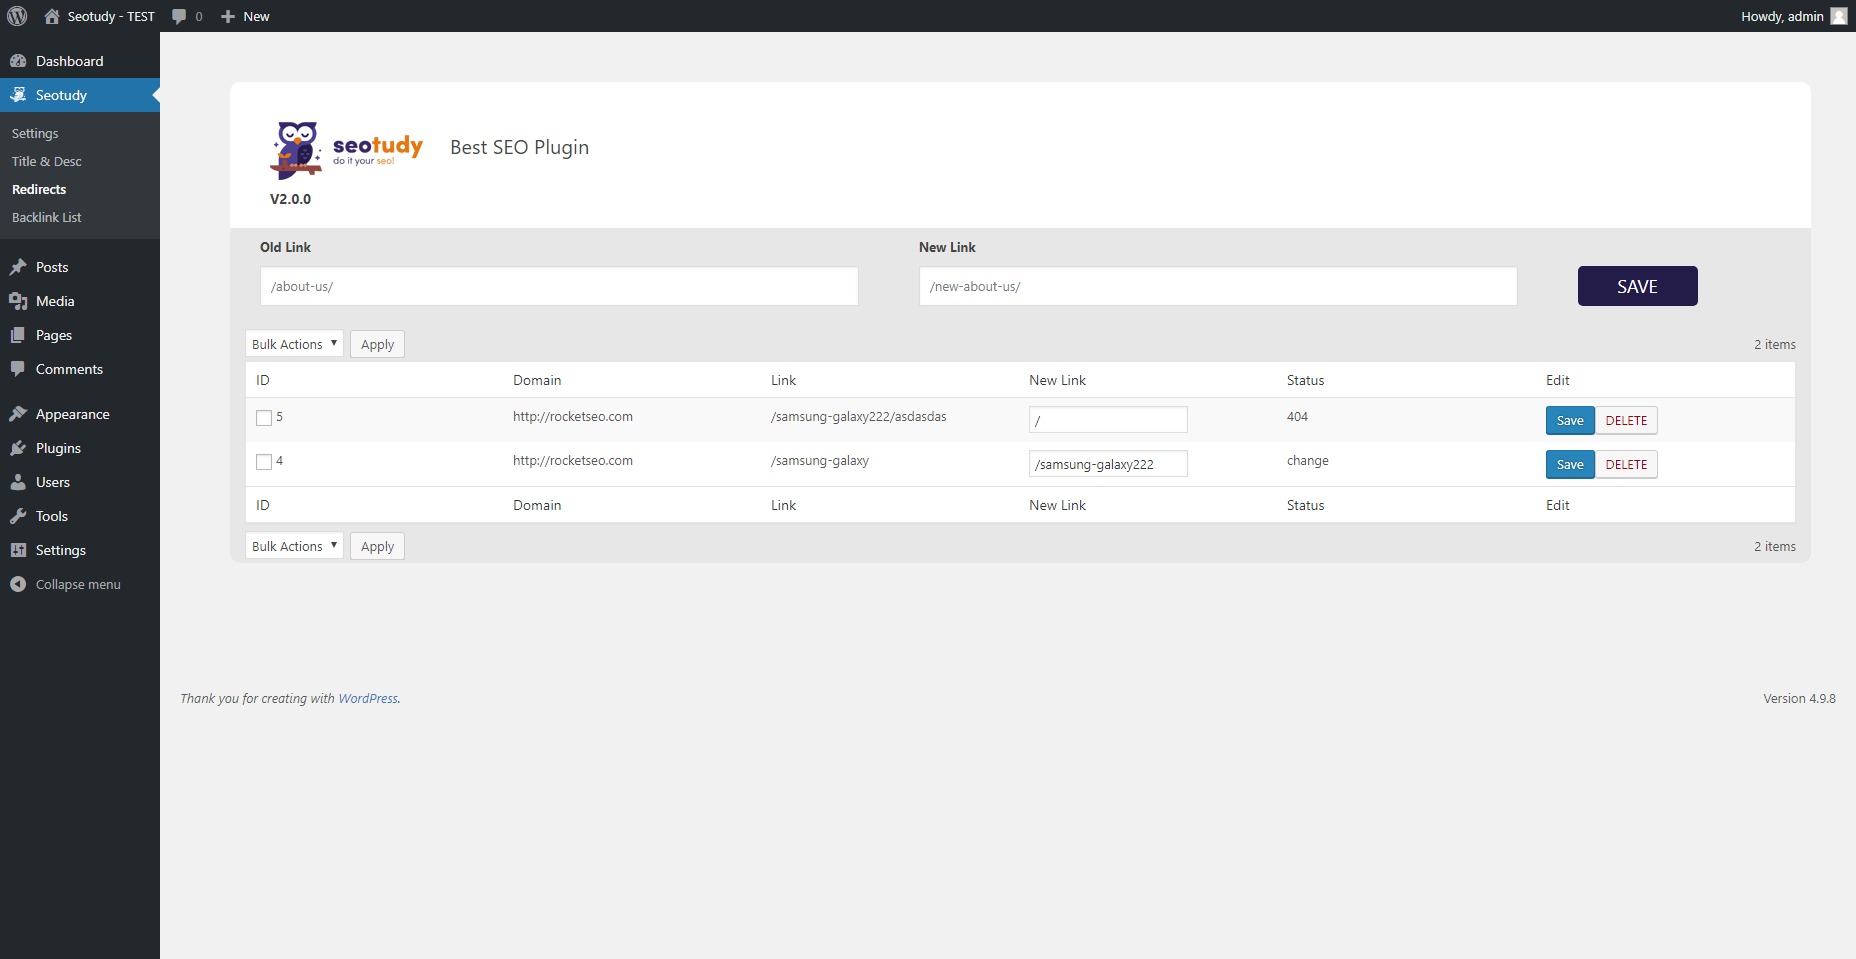 Seotudy - TEST 0 New Howdy, admin
Dashboard
Seotudy
Settings
Title & Desc
Redirects
Backlink List
Posts
Media
Pages
Comments
Appearance
Plugins
Users
Tools
Settings
Collapse menu
seotudy
do it your seo!
Best SEO Plugin
V2.0.0
Old Link New Link
/about-us/ /new-about-us/ SAVE
Bulk Actions Apply 2 items
ID Domain Link New Link Status Edit
5 http://rocketseo.com /samsung-galaxy222/asdasdas / 404 Save DELETE
4 http://rocketseo.com /samsung-galaxy /samsung-galaxy222 change Save DELETE
ID Domain Link New Link Status Edit
Bulk Actions Apply 2 items
Thank you for creating with WordPress. Version 4.9.8